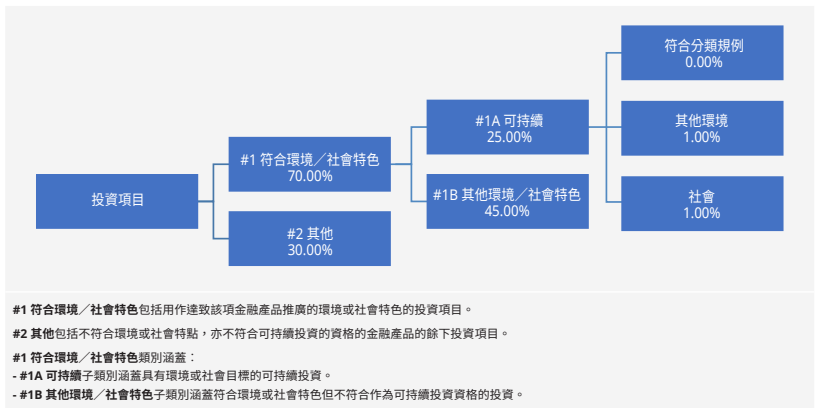 投資項目
#1 符合環境／社會特色
70.00%
#2 其他
30.00%
#1A 可持續
25.00%
#1B 其他環境／社會特色
45.00%
符合分類規例
0.00%
其他環境
1.00%
社會
1.00%
#1 符合環境／社會特色包括用作達致該項金融產品推廣的環境或社會特色的投資項目。
#2 其他包括不符合環境或社會特點，亦不符合可持續投資的資格的金融產品的餘下投資項目。
#1 符合環境／社會特色類別涵蓋：
- #1A 可持續子類別涵蓋具有環境或社會目標的可持續投資。
- #1B 其他環境／社會特色子類別涵蓋符合環境或社會特色但不符合作為可持續投資資格的投資。